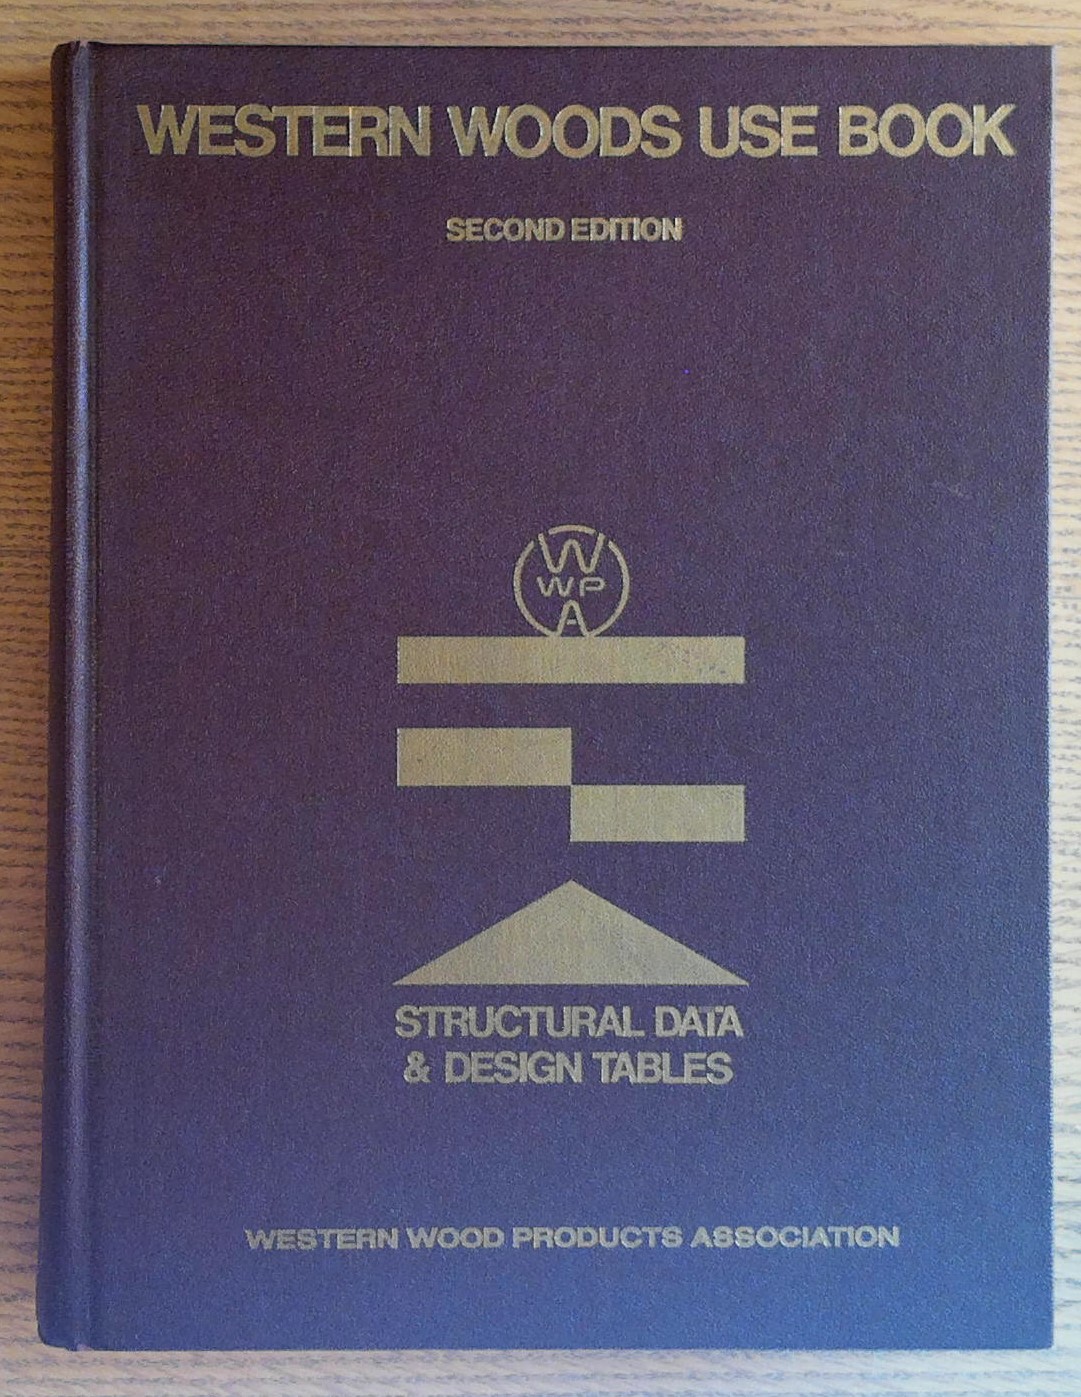 WESTERN WOODS USE BOOK
SECOND EDITION
W
WP
A
STRUCTURAL DATA
& DESIGN TABLES
WESTERN WOOD PRODUCTS ASSOCIATION